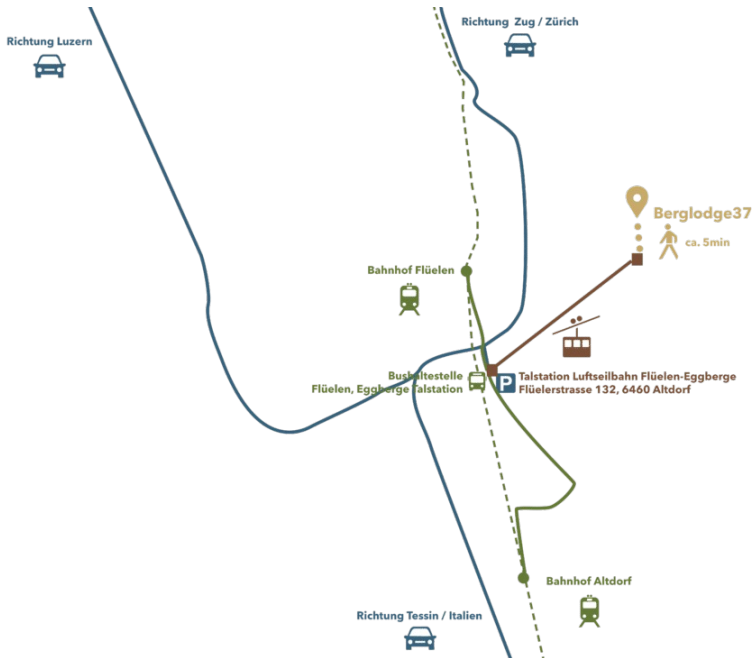 Richtung Zug / Zürich
Richtung Luzern
Berglodge37
ca. 5min
Bahnhof Flüelen
Bushaltestelle
Flüelen, Eggberge Talstation
P
Talstation Luftseilbahn Flüelen-Eggberge
Flüelerstrasse 132, 6460 Altdorf
Bahnhof Altdorf
Richtung Tessin / Italien